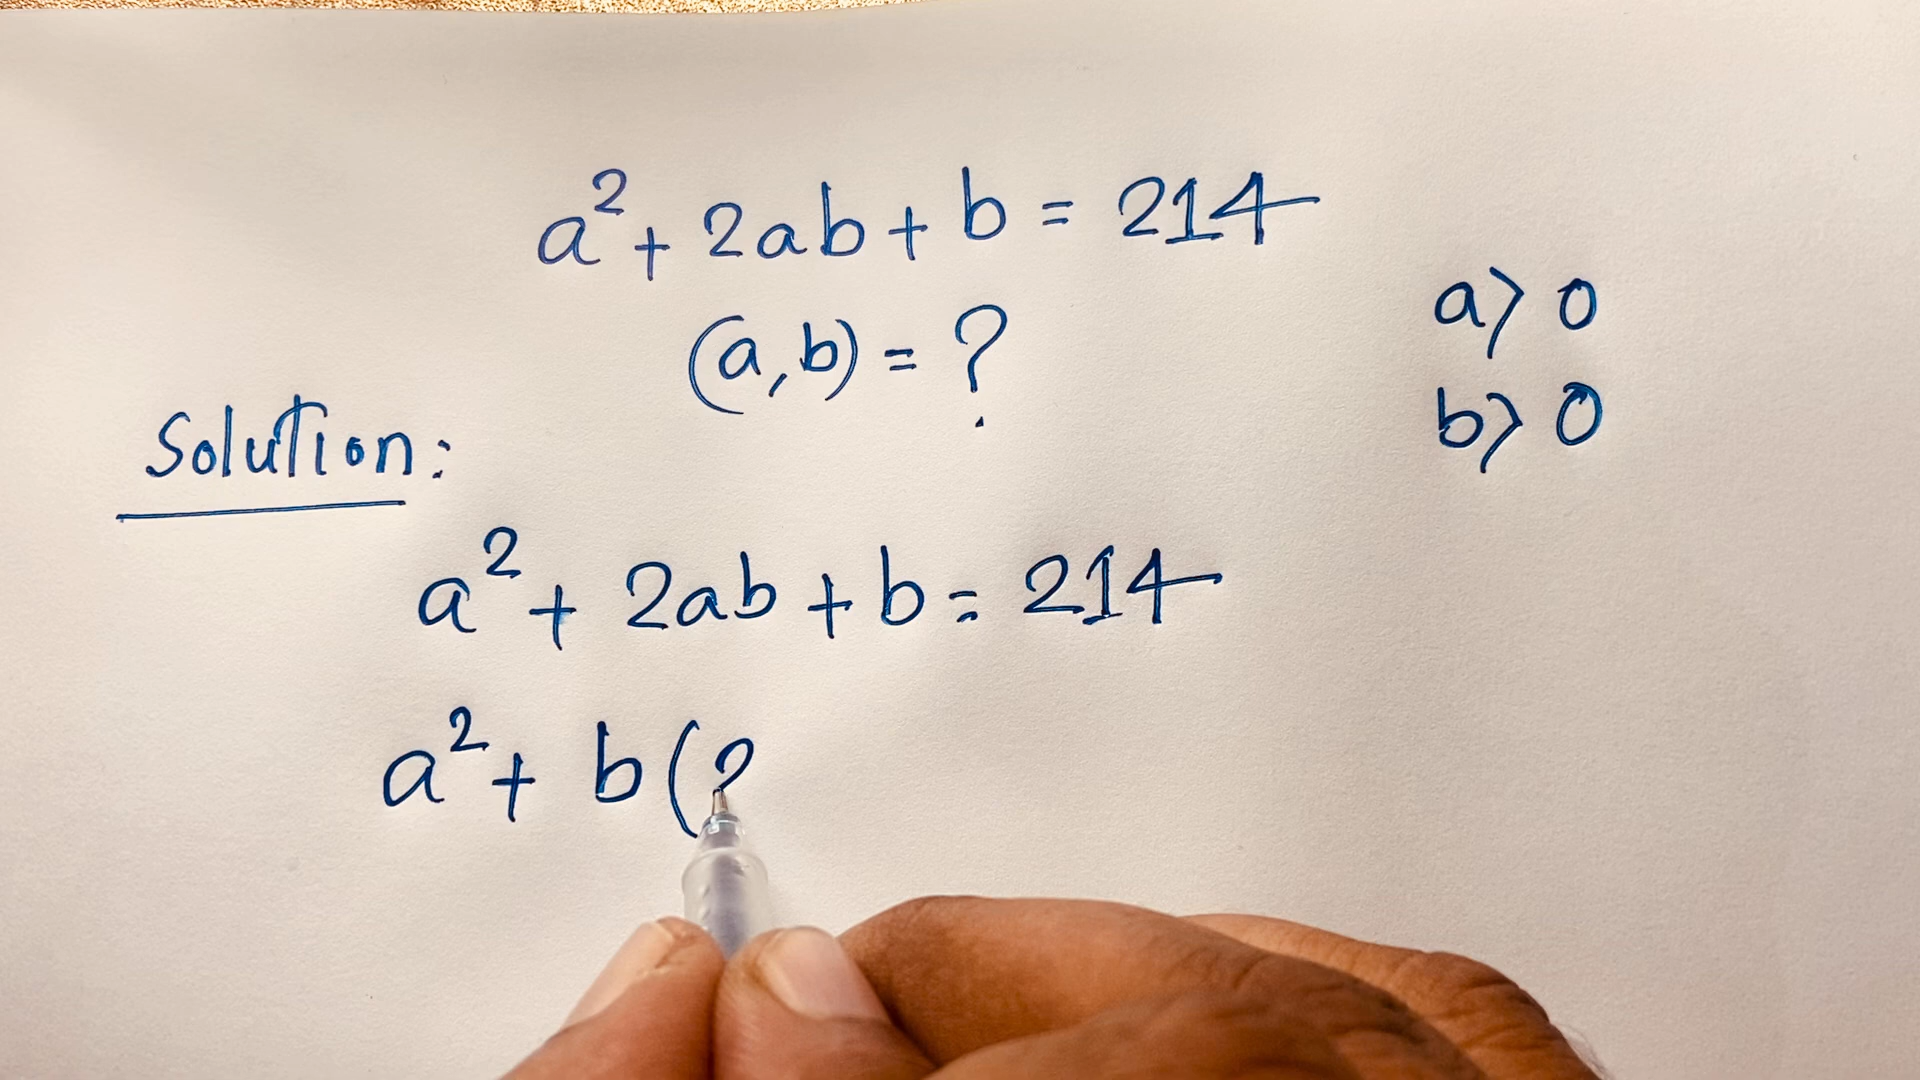 a² + 2ab + b = 214
(a, b) = ?
a > 0
b > 0
Solution:
a² + 2ab + b = 214
a² + b (2